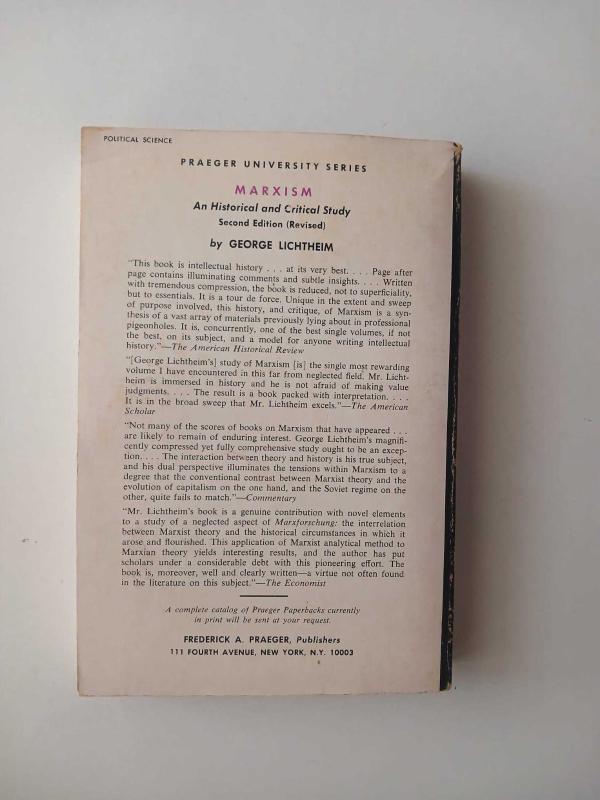 POLITICAL SCIENCE
PRAEGER UNIVERSITY SERIES
MARXISM
An Historical and Critical Study
Second Edition (Revised)
by GEORGE LICHTHEIM
"This book is intellectual history . . . at its very best. . . . Page after
page contains illuminating comments and subtle insights. . . . Written
with tremendous compression, the book is reduced, not to superficiality,
but to essentials. It is a tour de force. Unique in the extent and sweep
of purpose involved, this history, and critique, of Marxism is a syn-
thesis of a vast array of materials previously lying about in professional
pigeonholes. It is, concurrently, one of the best single volumes, if not
the best, on its subject, and a model for anyone writing intellectual
history."—The American Historical Review
"[George Lichtheim's] study of Marxism [is] the single most rewarding
volume I have encountered in this far from neglected field. Mr. Licht-
heim is immersed in history and he is not afraid of making value
judgments. . . . The result is a book packed with interpretation. . . .
It is in the broad sweep that Mr. Lichtheim excels."—The American
Scholar
"Not many of the scores of books on Marxism that have appeared . . .
are likely to remain of enduring interest. George Lichtheim's magnifi-
cently compressed yet fully comprehensive study ought to be an excep-
tion. . . . The interaction between theory and history is his true subject,
and his dual perspective illuminates the tensions within Marxism to a
degree that the conventional contrast between Marxist theory and the
evolution of capitalism on the one hand, and the Soviet regime on the
other, quite fails to match."—Commentary
"Mr. Lichtheim's book is a genuine contribution with novel elements
to a study of a neglected aspect of Marxforschung: the interrelation
between Marxist theory and the historical circumstances in which it
arose and flourished. This application of Marxist analytical method to
Marxian theory yields interesting results, and the author has put
scholars under a considerable debt with this pioneering effort. The
book is, moreover, well and clearly written—a virtue not often found
in the literature on this subject."—The Economist
A complete catalog of Praeger Paperbacks currently
in print will be sent at your request.
FREDERICK A. PRAEGER, Publishers
111 FOURTH AVENUE, NEW YORK, N.Y. 10003